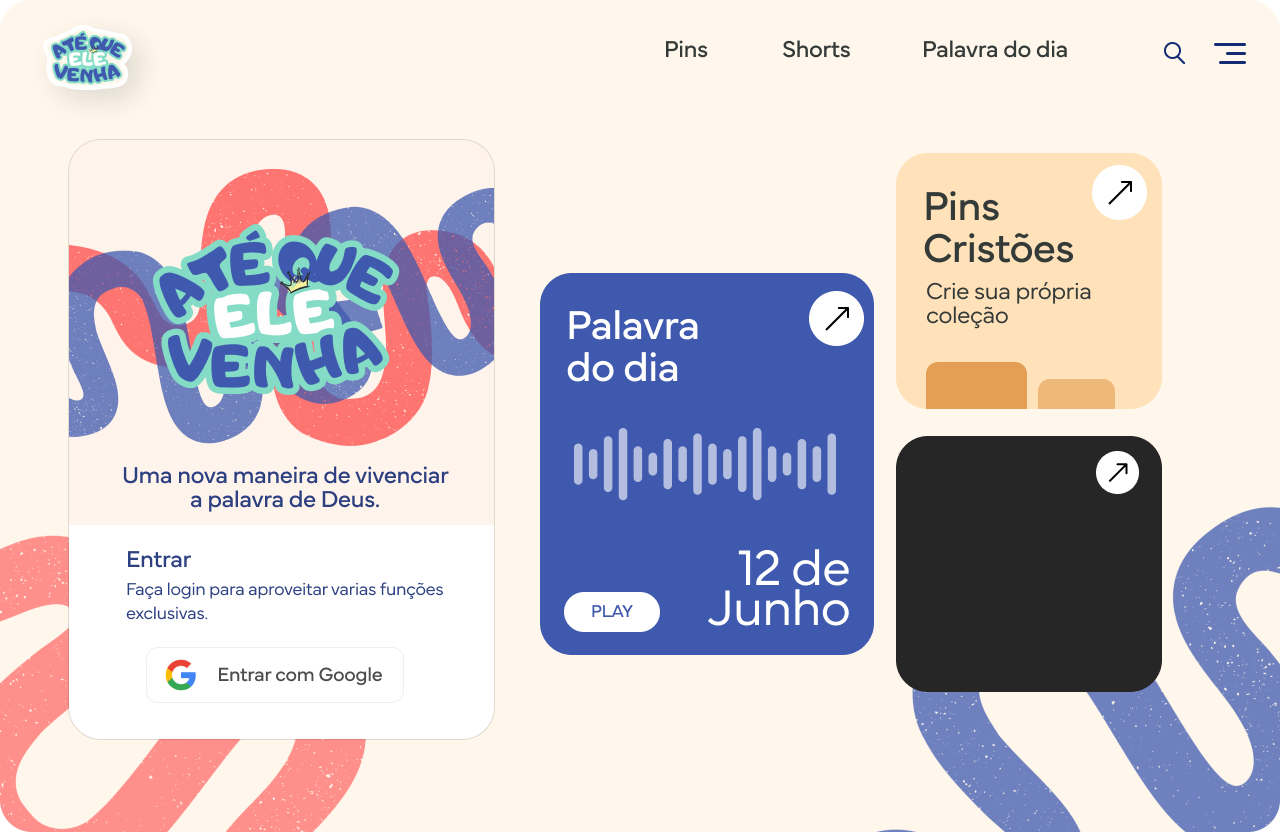 ATÉ QUE
ELE
VENHA
Pins
Shorts
Palavra do dia
ATÉ QUE
ELE
VENHA
Uma nova maneira de vivenciar
a palavra de Deus.
Entrar
Faça login para aproveitar varias funções
exclusivas.
Entrar com Google
Palavra
do dia
12 de
Junho
PLAY
Pins
Cristões
Crie sua própria
coleção